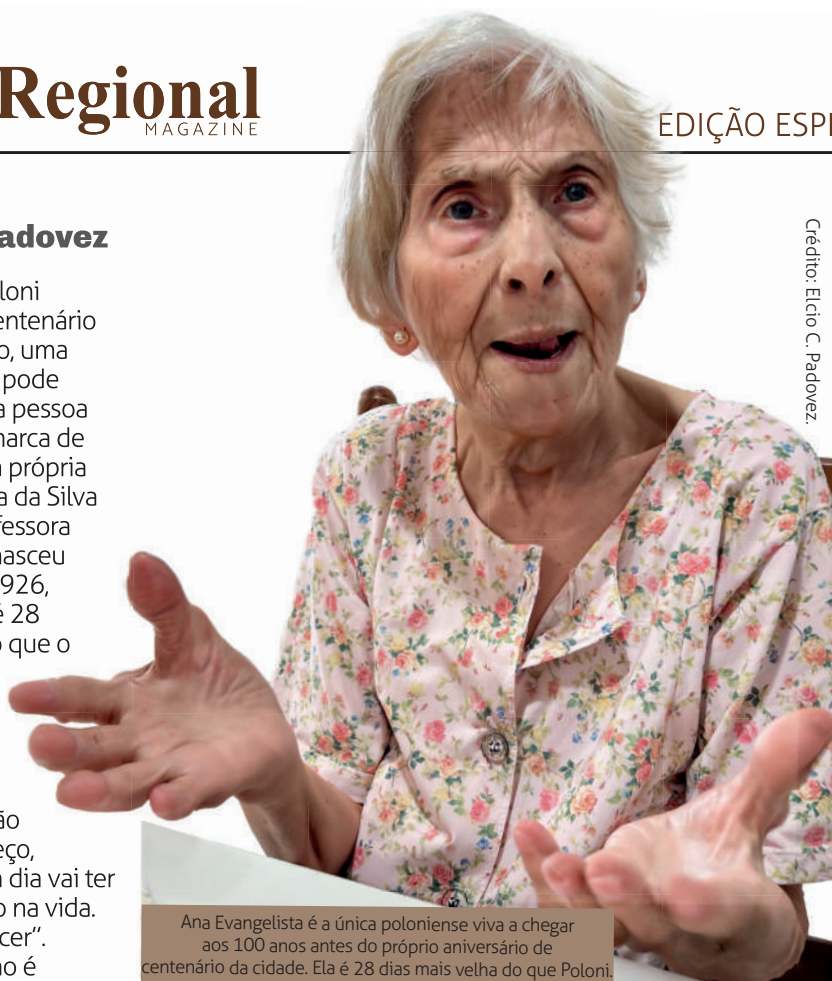 Regional
MAGAZINE
EDIÇÃO ESPE
adovez
loni
entenário
o, uma
pode
a pessoa
marca de
a própria
a da Silva
fessora
nasceu
926,
é 28
o que o
ão
eço,
a dia vai ter
o na vida.
cer”.
no é
Crédito: Elcio C. Padovez.
Ana Evangelista é a única poloniense viva a chegar
aos 100 anos antes do próprio aniversário de
centenário da cidade. Ela é 28 dias mais velha do que Poloni.